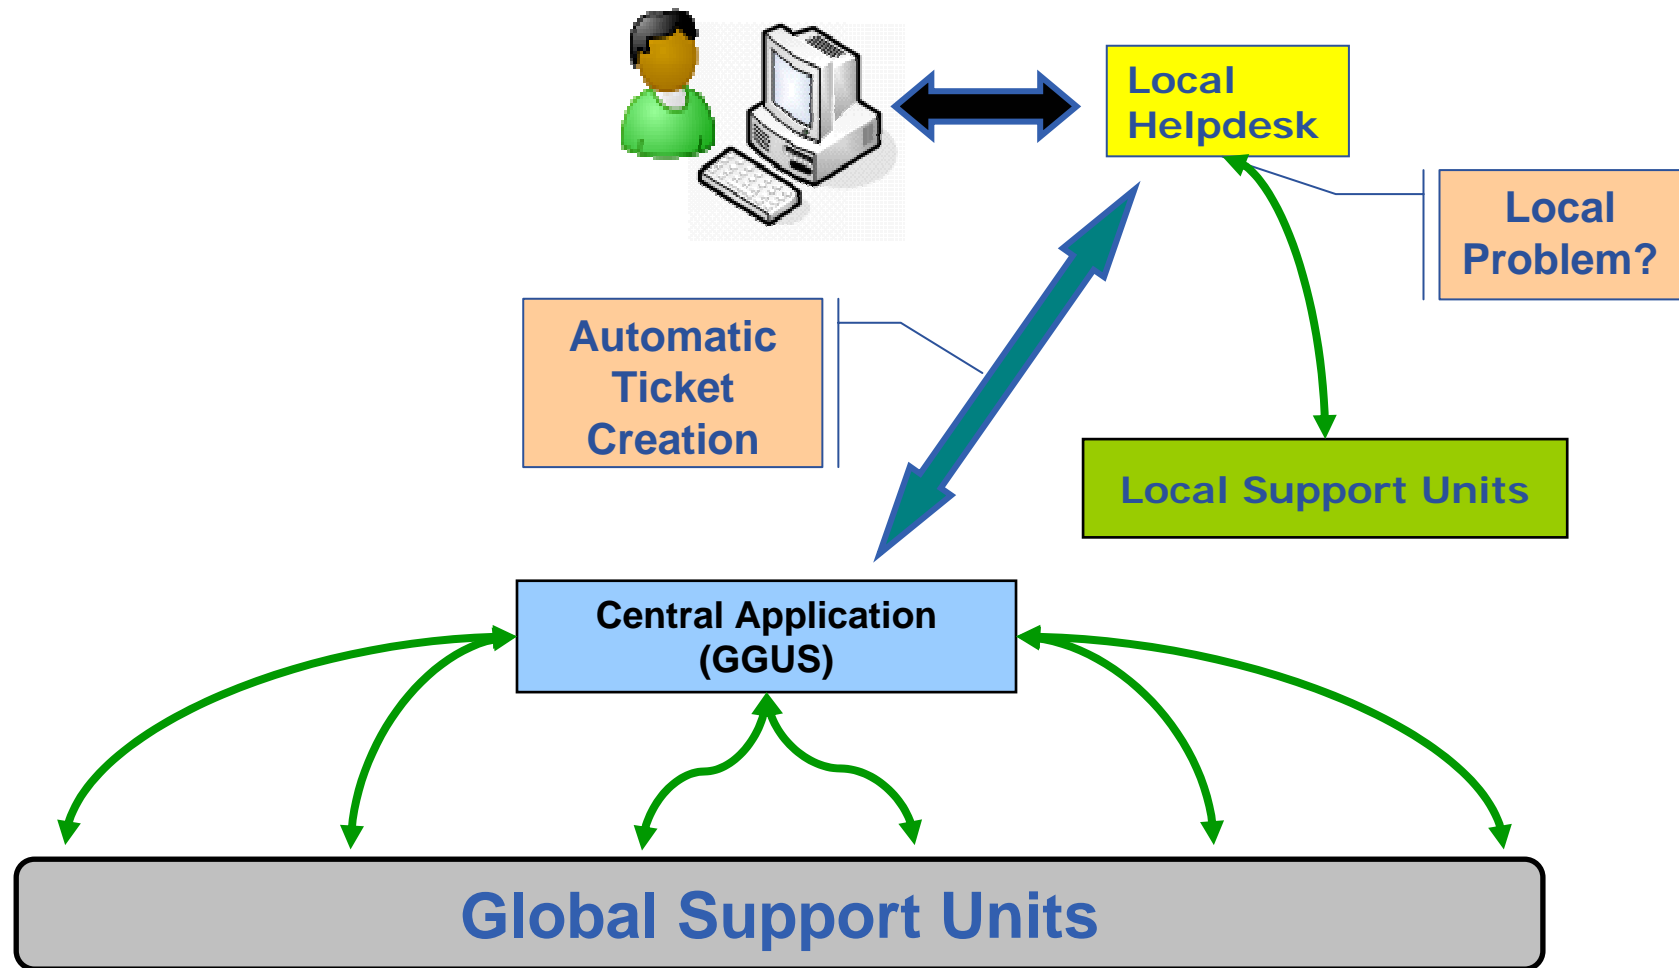 Local
Helpdesk
Local
Problem?
Automatic
Ticket
Creation
Local Support Units
Central Application
(GGUS)
Global Support Units